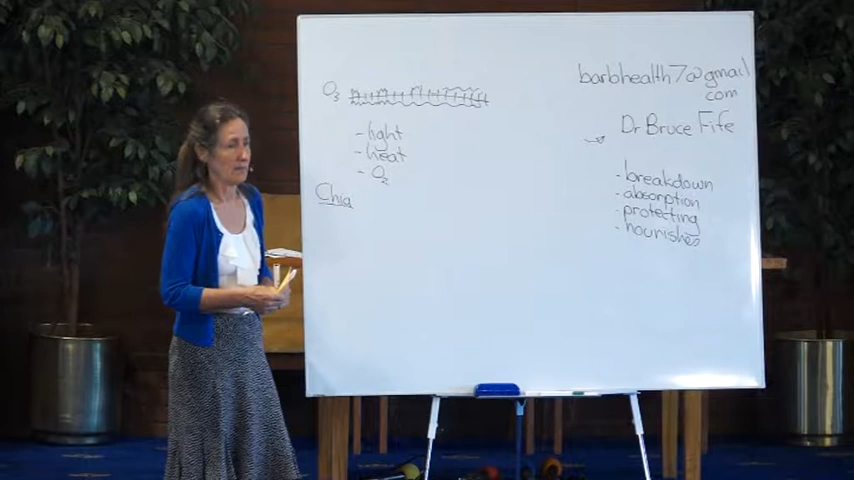 O3
- light
- heat
- O2
Chia
barbhealth7@gmail
com
Dr Bruce Fife
- breakdown
- absorption
- protecting
- nourishes